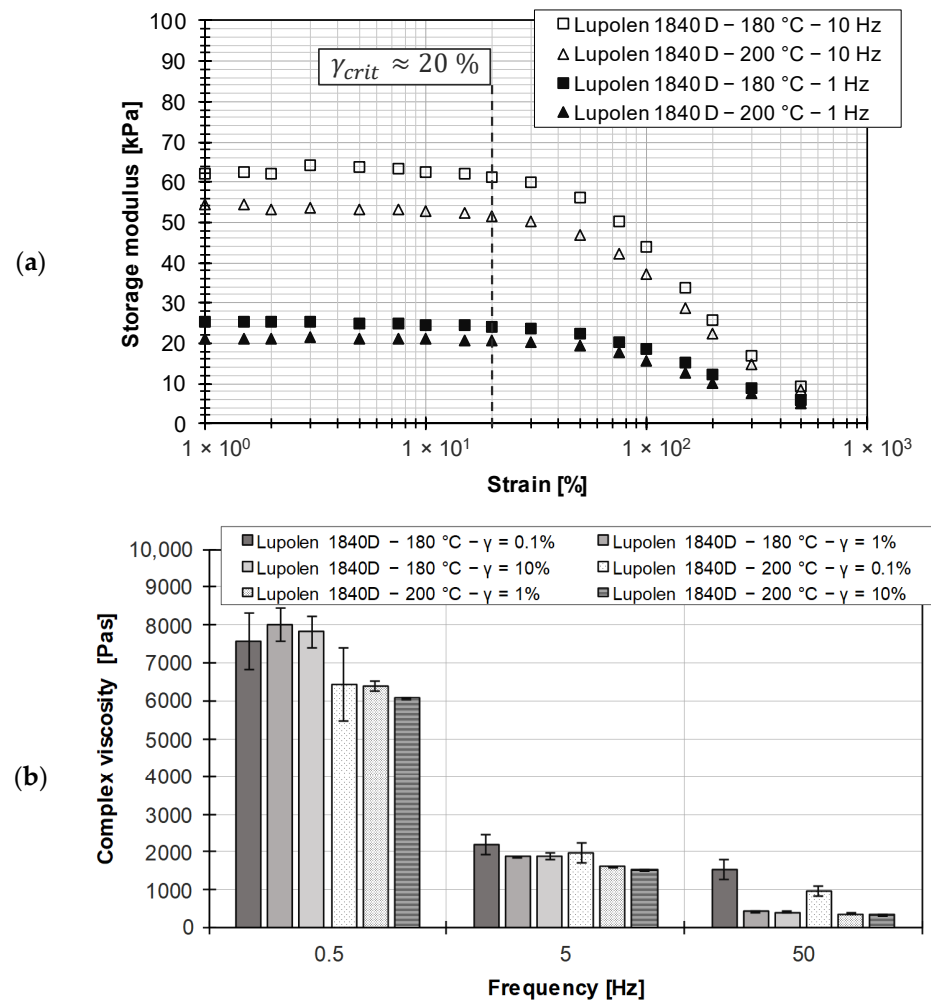 (a)
Storage modulus [kPa]
100
90
80
70
60
50
40
30
20
10
0
γcrit ≈ 20 %
Lupolen 1840 D − 180 °C − 10 Hz
Lupolen 1840 D − 200 °C − 10 Hz
Lupolen 1840 D − 180 °C − 1 Hz
Lupolen 1840 D − 200 °C − 1 Hz
1 × 10⁰
1 × 10¹
1 × 10²
1 × 10³
Strain [%]
(b)
Complex viscosity [Pas]
10,000
9000
8000
7000
6000
5000
4000
3000
2000
1000
0
Lupolen 1840D − 180 °C − γ = 0.1%
Lupolen 1840D − 180 °C − γ = 1%
Lupolen 1840D − 180 °C − γ = 10%
Lupolen 1840D − 200 °C − γ = 0.1%
Lupolen 1840D − 200 °C − γ = 1%
Lupolen 1840D − 200 °C − γ = 10%
0.5
5
50
Frequency [Hz]